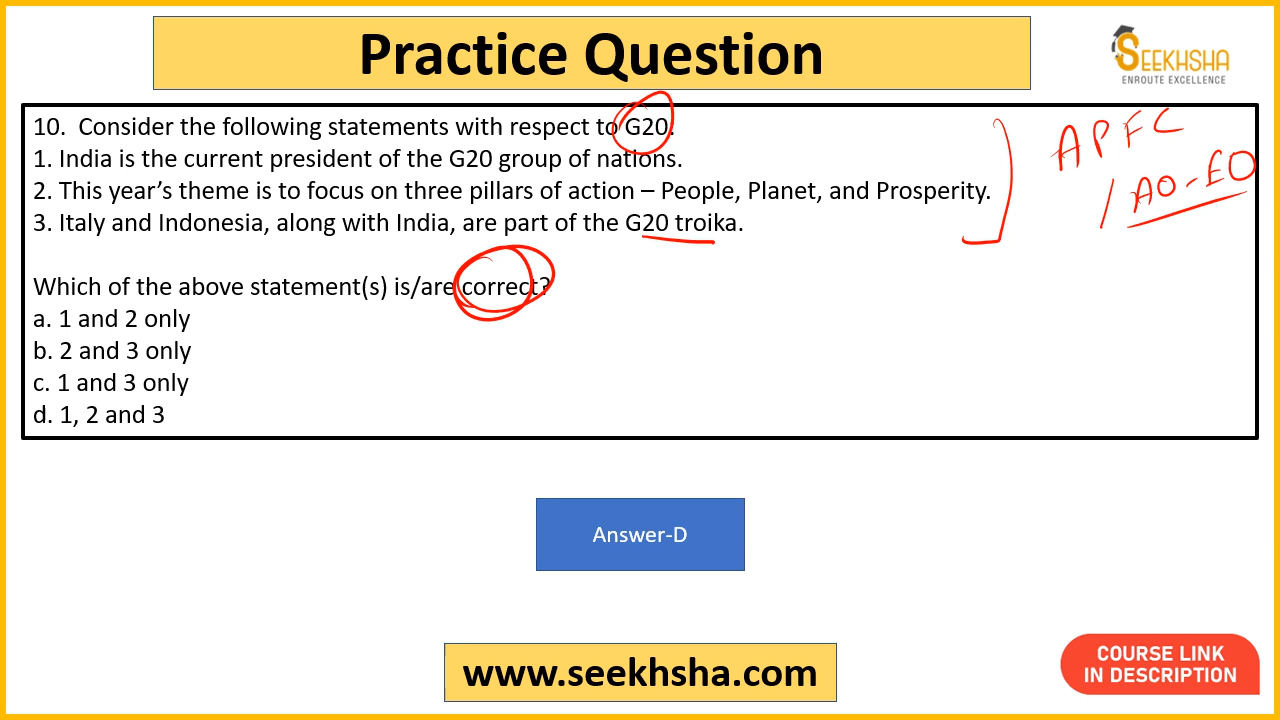 Practice Question
SEEKHSHA
ENROUTE EXCELLENCE
10. Consider the following statements with respect to G20.
1. India is the current president of the G20 group of nations.
2. This year's theme is to focus on three pillars of action – People, Planet, and Prosperity.
3. Italy and Indonesia, along with India, are part of the G20 troika.
APFC
/AO-EO
Which of the above statement(s) is/are correct?
a. 1 and 2 only
b. 2 and 3 only
c. 1 and 3 only
d. 1, 2 and 3
Answer-D
www.seekhsha.com
COURSE LINK
IN DESCRIPTION